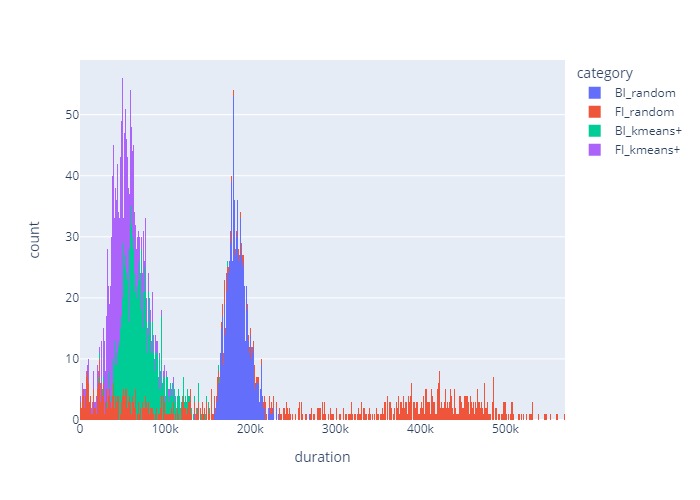 category
BI_random
FI_random
BI_kmeans+
FI_kmeans+
50
40
30
20
10
0
count
0
100k
200k
300k
400k
500k
duration